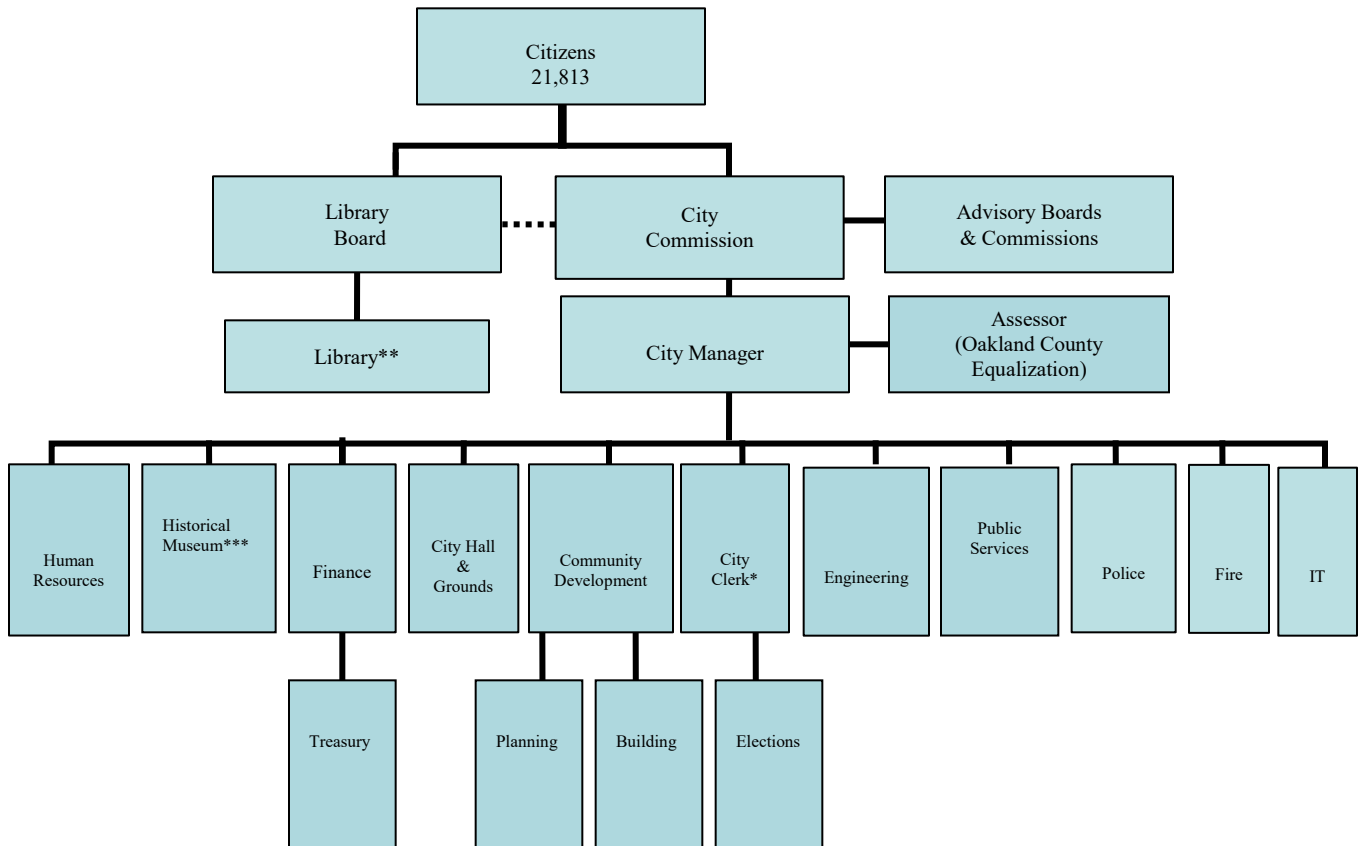 Citizens
21,813
Library
Board
City
Commission
Advisory Boards
& Commissions
Library**
City Manager
Assessor
(Oakland County
Equalization)
Human
Resources
Historical
Museum***
Finance
City Hall
&
Grounds
Community
Development
City
Clerk*
Engineering
Public
Services
Police
Fire
IT
Treasury
Planning
Building
Elections